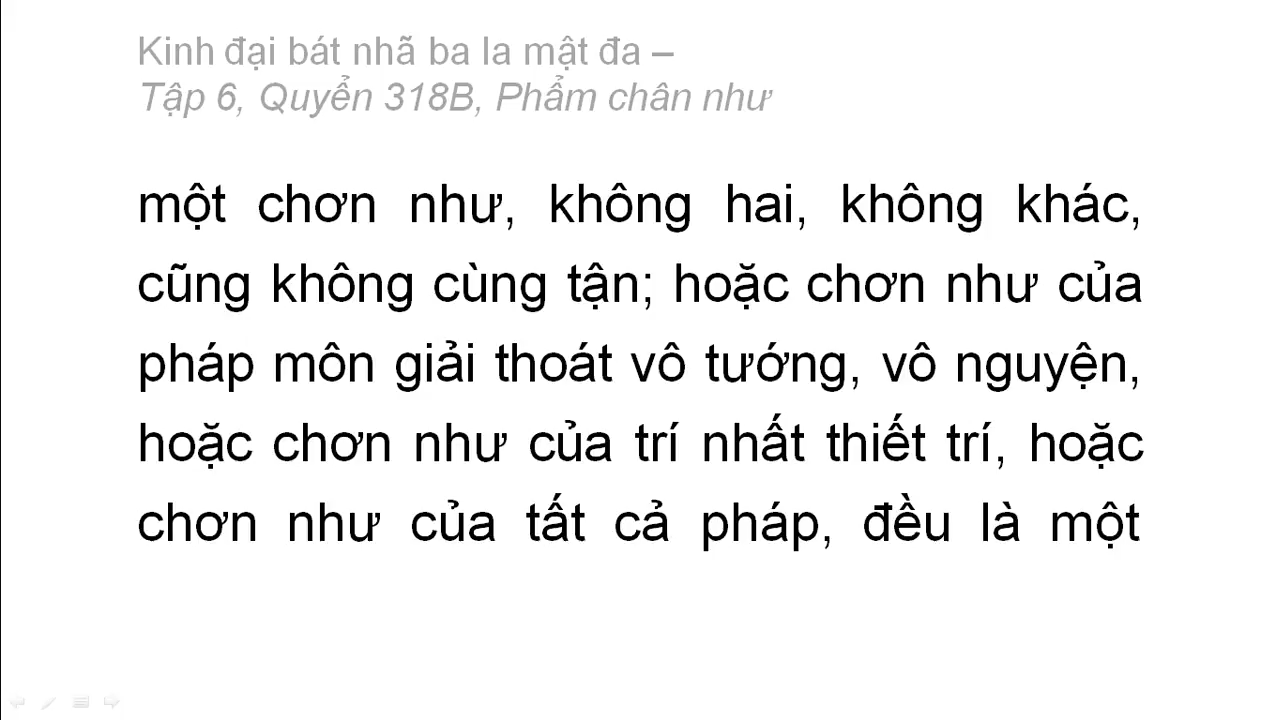 Kinh đại bát nhã ba la mật đa –
Tập 6, Quyển 318B, Phẩm chân như
một chơn như, không hai, không khác,
cũng không cùng tận; hoặc chơn như của
pháp môn giải thoát vô tướng, vô nguyện,
hoặc chơn như của trí nhất thiết trí, hoặc
chơn như của tất cả pháp, đều là một